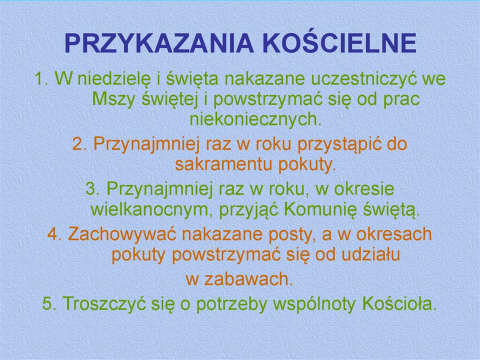 PRZYKAZANIA KOŚCIELNE
1. W niedzielę i święta nakazane uczestniczyć we
Mszy świętej i powstrzymać się od prac
niekoniecznych.
2. Przynajmniej raz w roku przystąpić do
sakramentu pokuty.
3. Przynajmniej raz w roku, w okresie
wielkanocnym, przyjąć Komunię świętą.
4. Zachowywać nakazane posty, a w okresach
pokuty powstrzymać się od udziału
w zabawach.
5. Troszczyć się o potrzeby wspólnoty Kościoła.